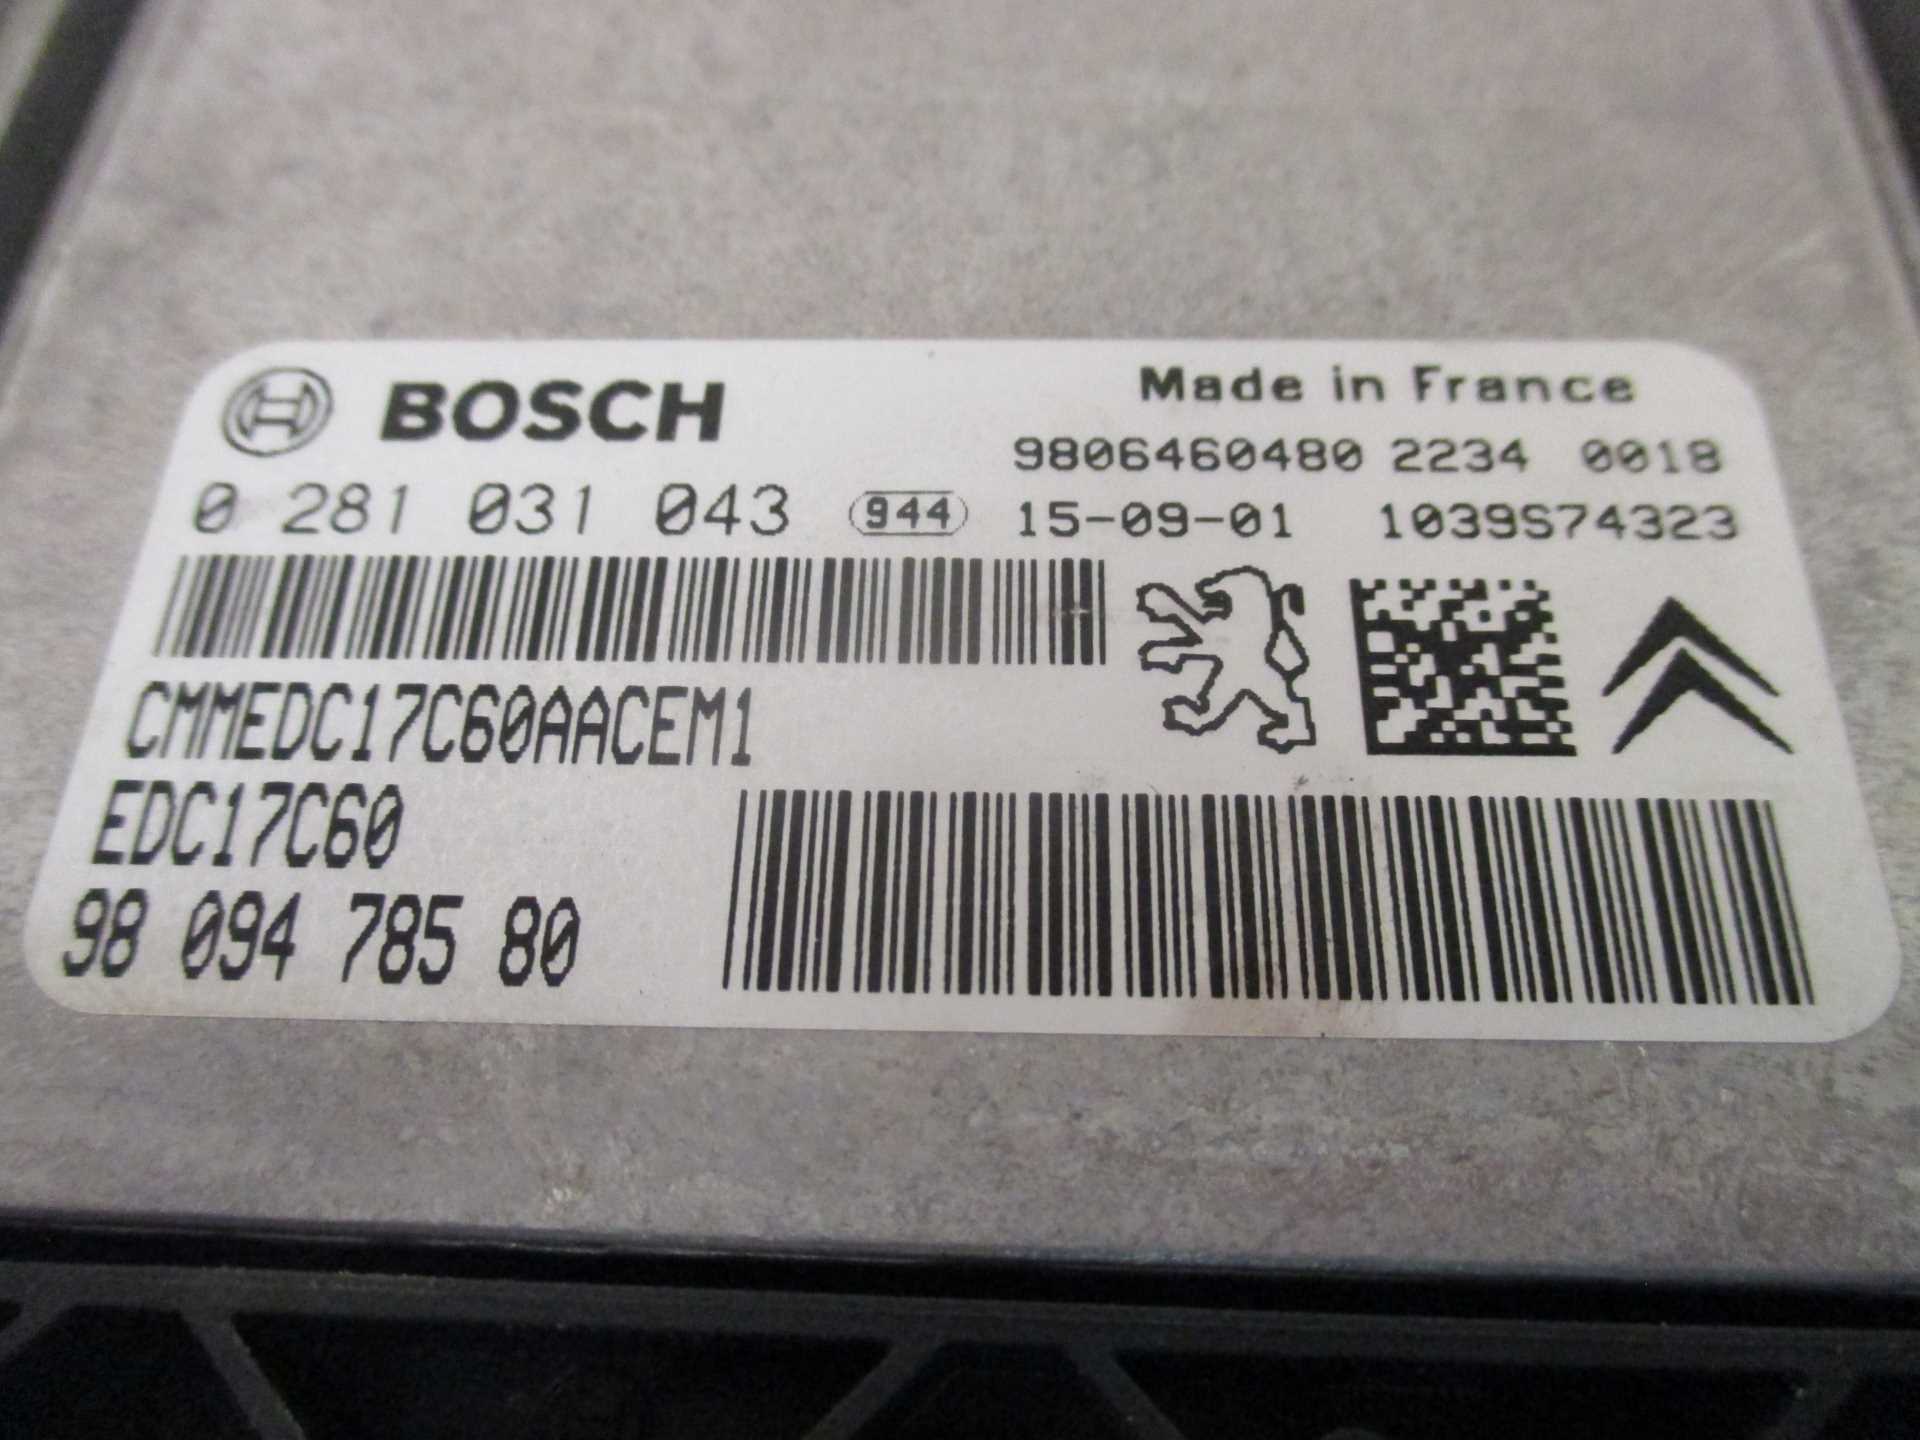 BOSCH
Made in France
9806460480 2234 0018
0 281 031 043 944 15-09-01 1039S74323
CMMEDC17C60AACEM1
EDC17C60
98 094 785 80